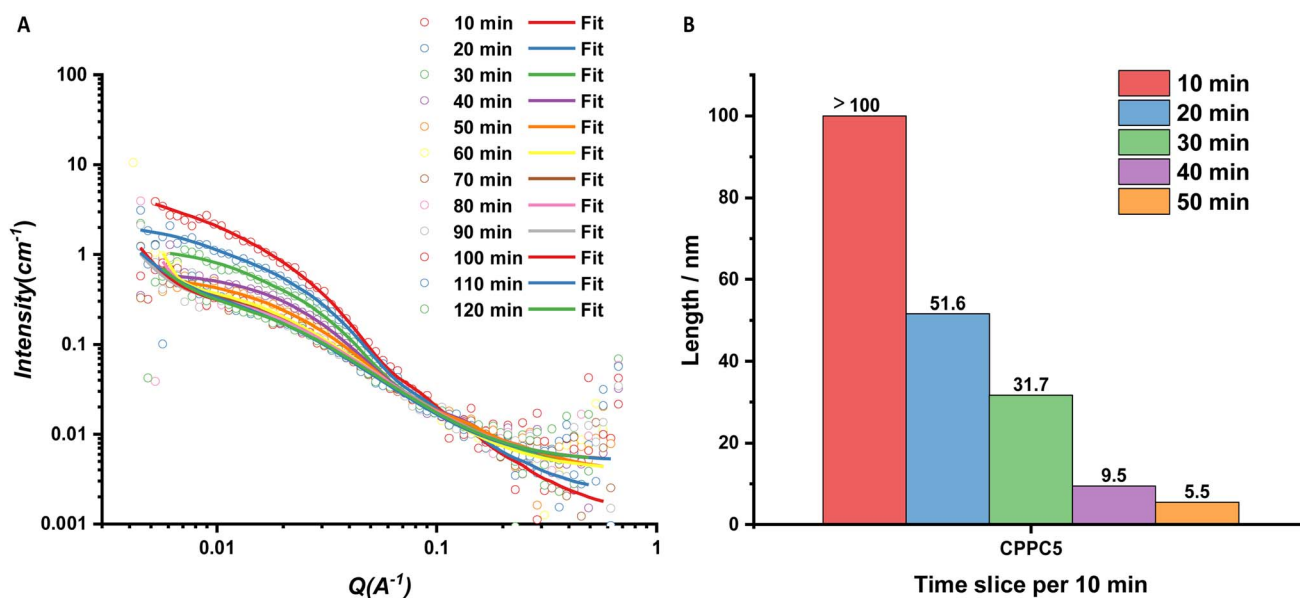 A
10 min Fit
20 min Fit
30 min Fit
40 min Fit
50 min Fit
60 min Fit
70 min Fit
80 min Fit
90 min Fit
100 min Fit
110 min Fit
120 min Fit
100
10
1
0.1
0.01
0.001
Intensity(cm⁻¹)
0.01 0.1 1
Q(A⁻¹)
B
10 min
20 min
30 min
40 min
50 min
> 100
51.6
31.7
9.5
5.5
100
80
60
40
20
0
Length / nm
CPPC5
Time slice per 10 min